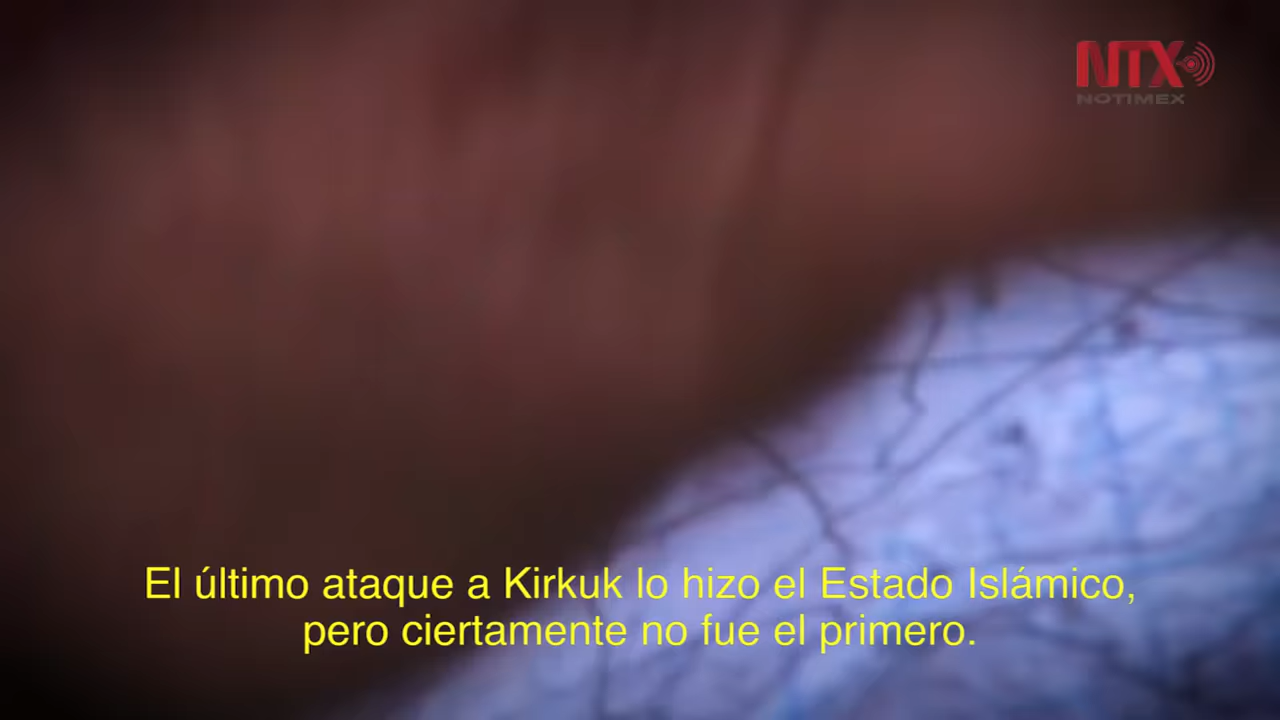 NTX
NOTIMEX
El último ataque a Kirkuk lo hizo el Estado Islámico,
pero ciertamente no fue el primero.